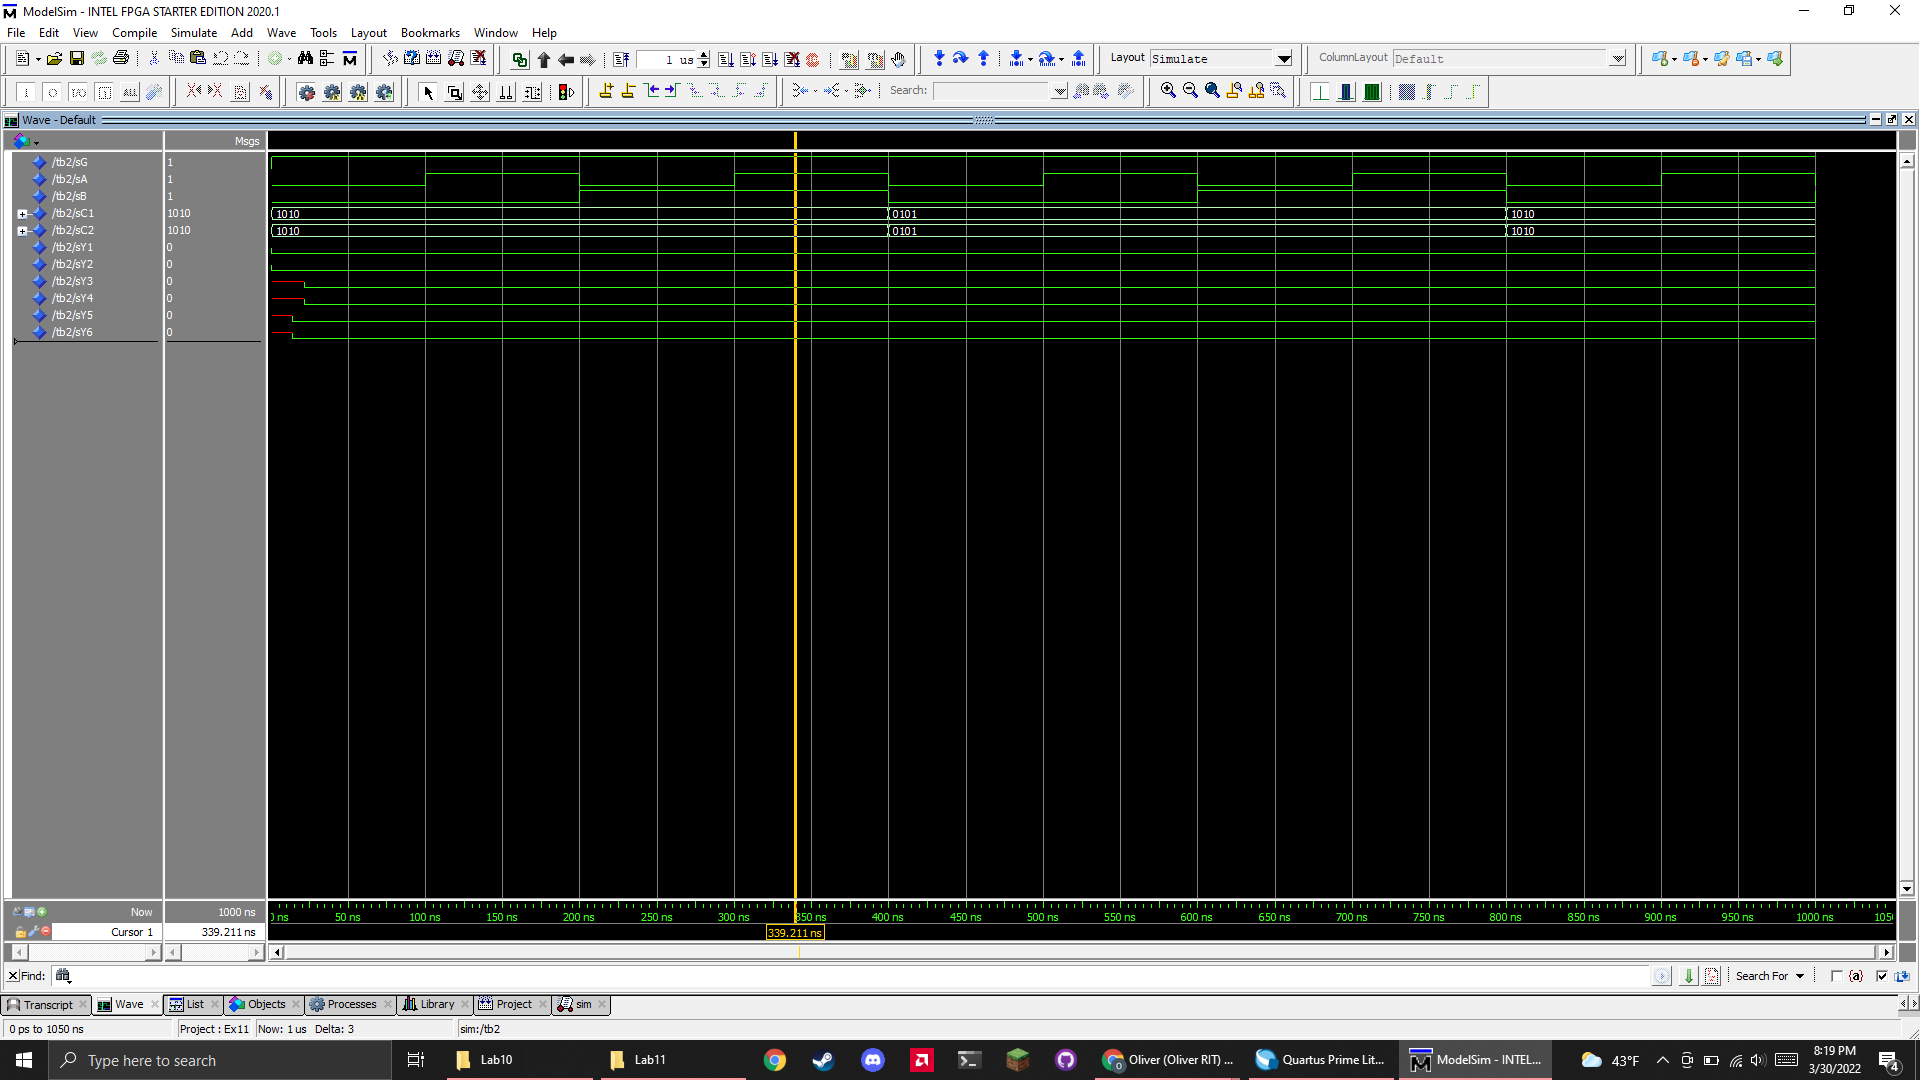 ModelSim - INTEL FPGA STARTER EDITION 2020.1
File Edit View Compile Simulate Add Wave Tools Layout Bookmarks Window Help
1 us
Layout Simulate
ColumnLayout Default
ALL
Search:
Wave - Default
Msgs
/tb2/sG 1
/tb2/sA 1
/tb2/sB 1
/tb2/sC1 1010 1010 0101 1010
/tb2/sC2 1010 1010 0101 1010
/tb2/sY1 0
/tb2/sY2 0
/tb2/sY3 0
/tb2/sY4 0
/tb2/sY5 0
/tb2/sY6 0
Now 1000 ns
50 ns 100 ns 150 ns 200 ns 250 ns 300 ns 350 ns 400 ns 450 ns 500 ns 550 ns 600 ns 650 ns 700 ns 750 ns 800 ns 850 ns 900 ns 950 ns 1000 ns 105
Cursor 1 339.211 ns 339.211 ns
Find: Search For {a}
Transcript Wave List Objects Processes Library Project sim
0 ps to 1050 ns Project : Ex11 Now: 1 us Delta: 3 sim:/tb2
Type here to search
Lab10 Lab11 Oliver (Oliver RIT) ... Quartus Prime Lit... ModelSim - INTEL...
43°F
8:19 PM
3/30/2022
4